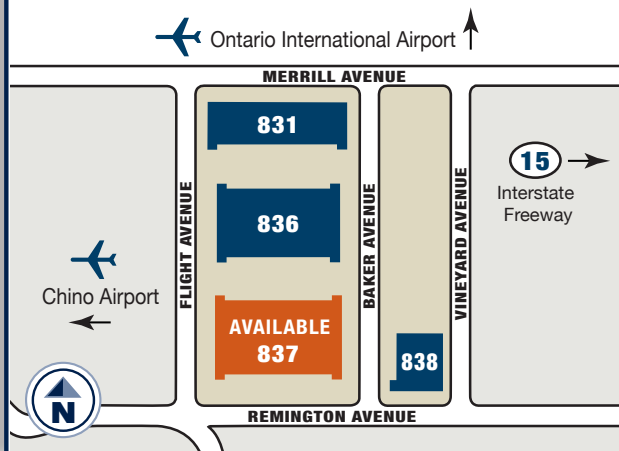 Ontario International Airport
MERRILL AVENUE
831
15
Interstate
Freeway
836
FLIGHT AVENUE
BAKER AVENUE
VINEYARD AVENUE
Chino Airport
AVAILABLE
837
838
N
REMINGTON AVENUE